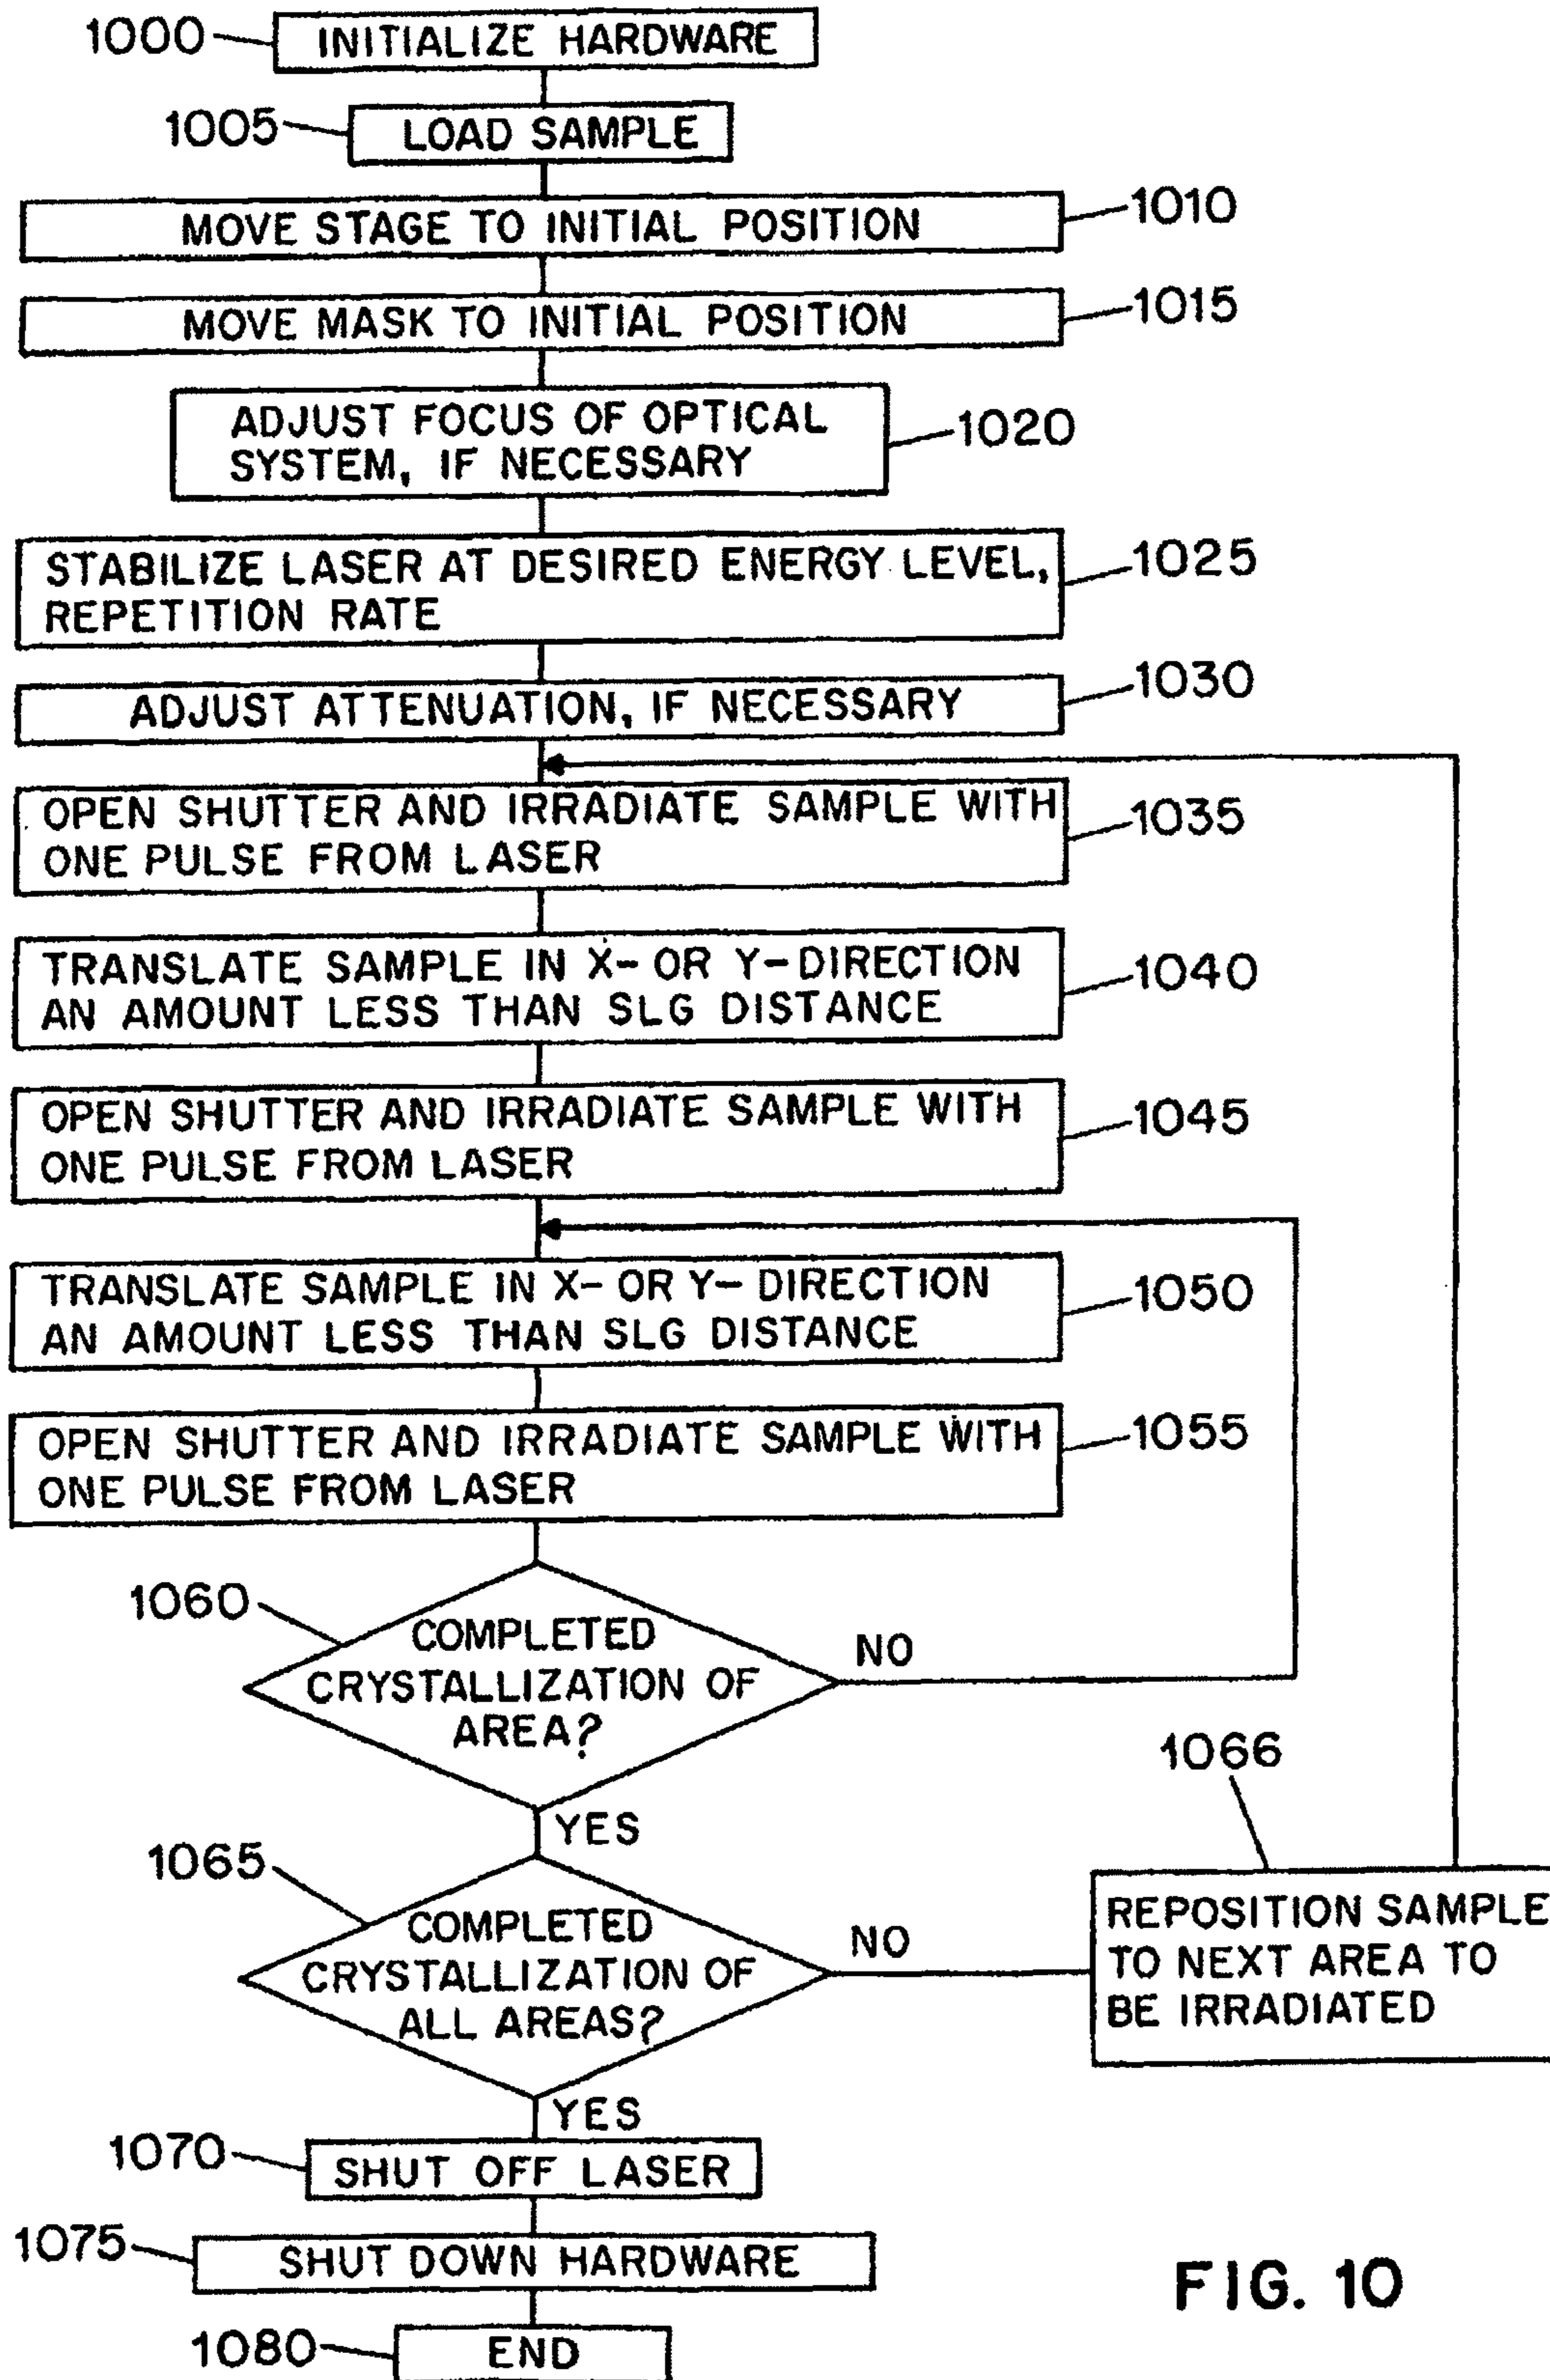 1000
INITIALIZE HARDWARE
1005
LOAD SAMPLE
MOVE STAGE TO INITIAL POSITION
1010
MOVE MASK TO INITIAL POSITION
1015
ADJUST FOCUS OF OPTICAL
SYSTEM, IF NECESSARY
1020
STABILIZE LASER AT DESIRED ENERGY LEVEL,
REPETITION RATE
1025
ADJUST ATTENUATION, IF NECESSARY
1030
OPEN SHUTTER AND IRRADIATE SAMPLE WITH
ONE PULSE FROM LASER
1035
TRANSLATE SAMPLE IN X- OR Y-DIRECTION
AN AMOUNT LESS THAN SLG DISTANCE
1040
OPEN SHUTTER AND IRRADIATE SAMPLE WITH
ONE PULSE FROM LASER
1045
TRANSLATE SAMPLE IN X- OR Y- DIRECTION
AN AMOUNT LESS THAN SLG DISTANCE
1050
OPEN SHUTTER AND IRRADIATE SAMPLE WITH
ONE PULSE FROM LASER
1055
1060
COMPLETED
CRYSTALLIZATION OF
AREA?
NO
YES
1065
COMPLETED
CRYSTALLIZATION OF
ALL AREAS?
NO
1066
REPOSITION SAMPLE
TO NEXT AREA TO
BE IRRADIATED
YES
1070
SHUT OFF LASER
1075
SHUT DOWN HARDWARE
1080
END
FIG. 10